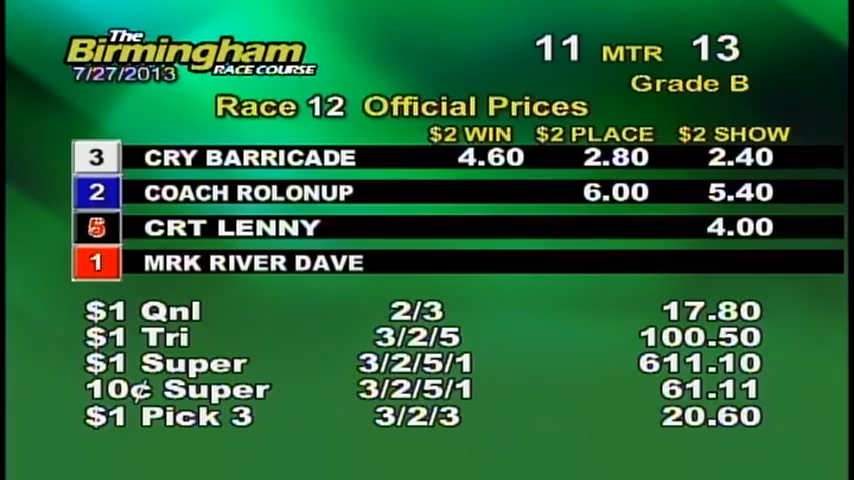 The
Birmingham
RACE COURSE
7/27/2013
11 MTR 13
Grade B
Race 12 Official Prices
$2 WIN $2 PLACE $2 SHOW
3 CRY BARRICADE 4.60 2.80 2.40
2 COACH ROLONUP 6.00 5.40
5 CRT LENNY 4.00
1 MRK RIVER DAVE
$1 Qnl 2/3 17.80
$1 Tri 3/2/5 100.50
$1 Super 3/2/5/1 611.10
10¢ Super 3/2/5/1 61.11
$1 Pick 3 3/2/3 20.60